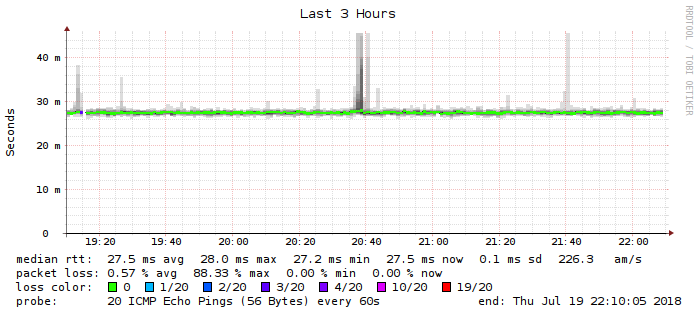 Last 3 Hours
RRDTOOL / TOBI OETIKER
Seconds
40 m
30 m
20 m
10 m
0
19:20 19:40 20:00 20:20 20:40 21:00 21:20 21:40 22:00
median rtt: 27.5 ms avg 28.0 ms max 27.2 ms min 27.5 ms now 0.1 ms sd 226.3 am/s
packet loss: 0.57 % avg 88.33 % max 0.00 % min 0.00 % now
loss color: 0 1/20 2/20 3/20 4/20 10/20 19/20
probe: 20 ICMP Echo Pings (56 Bytes) every 60s end: Thu Jul 19 22:10:05 2018